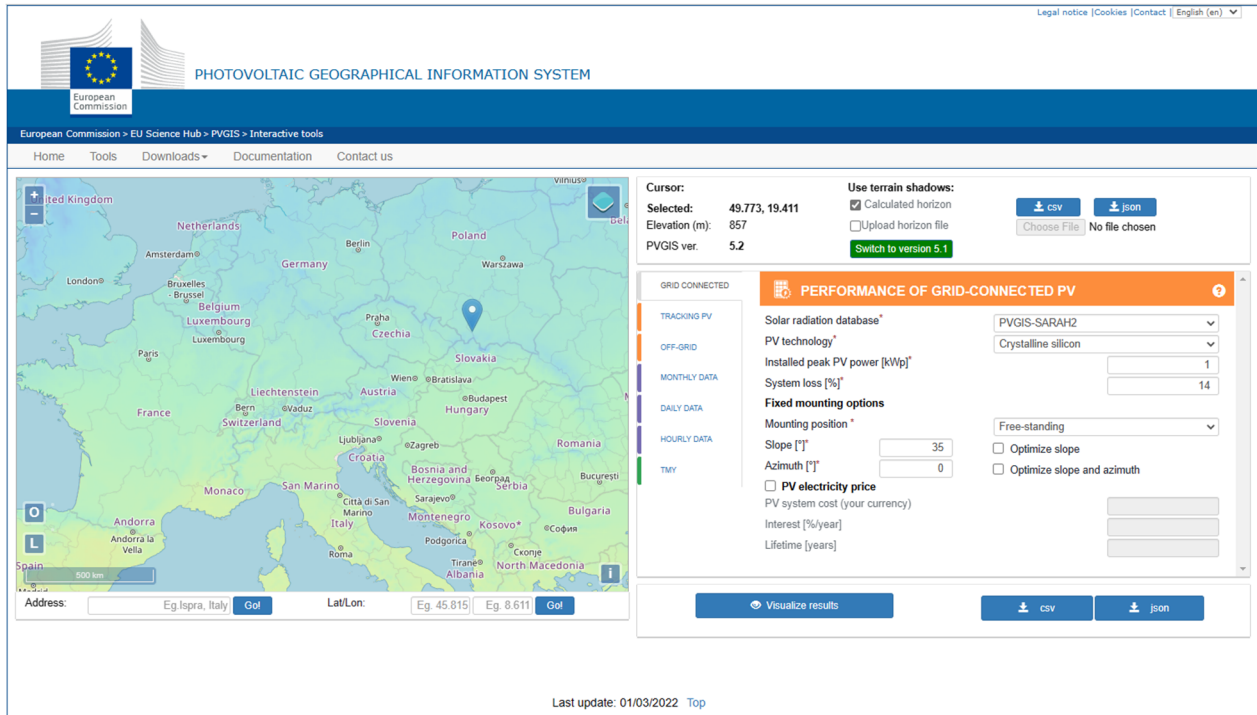 Legal notice |Cookies |Contact | English (en)
European
Commission
PHOTOVOLTAIC GEOGRAPHICAL INFORMATION SYSTEM
European Commission > EU Science Hub > PVGIS > Interactive tools
Home Tools Downloads Documentation Contact us
+
−
United Kingdom
Vilnius
Netherlands
Amsterdam
Berlin
Poland
Warszawa
Germany
London
Bruxelles
- Brussel
Belgium
Luxembourg
Luxembourg
Praha
Czechia
Paris
Slovakia
Wien
Bratislava
Liechtenstein
Austria
Budapest
Hungary
France
Bern
Vaduz
Switzerland
Slovenia
Ljubljana
Zagreb
Romania
Croatia
Bosnia and
Herzegovina
Београд
Serbia
București
Monaco
San Marino
Città di San
Marino
Sarajevo
Italy
Montenegro
Kosovo*
Bulgaria
София
Andorra
Andorra la
Vella
Podgorica
Скопје
Roma
Tirane
Albania
North Macedonia
Spain
O
L
500 km
i
Address: Eg.Ispra, Italy Go! Lat/Lon: Eg. 45.815 Eg. 8.611 Go!
Cursor:
Selected: 49.773, 19.411
Elevation (m): 857
PVGIS ver. 5.2
Use terrain shadows:
Calculated horizon
Upload horizon file
Switch to version 5.1
csv json
Choose File No file chosen
GRID CONNECTED
TRACKING PV
OFF-GRID
MONTHLY DATA
DAILY DATA
HOURLY DATA
TMY
PERFORMANCE OF GRID-CONNECTED PV ?
Solar radiation database* PVGIS-SARAH2
PV technology* Crystalline silicon
Installed peak PV power [kWp]* 1
System loss [%]* 14
Fixed mounting options
Mounting position * Free-standing
Slope [°]* 35 Optimize slope
Azimuth [°]* 0 Optimize slope and azimuth
PV electricity price
PV system cost (your currency)
Interest [%/year]
Lifetime [years]
Visualize results csv json
Last update: 01/03/2022 Top